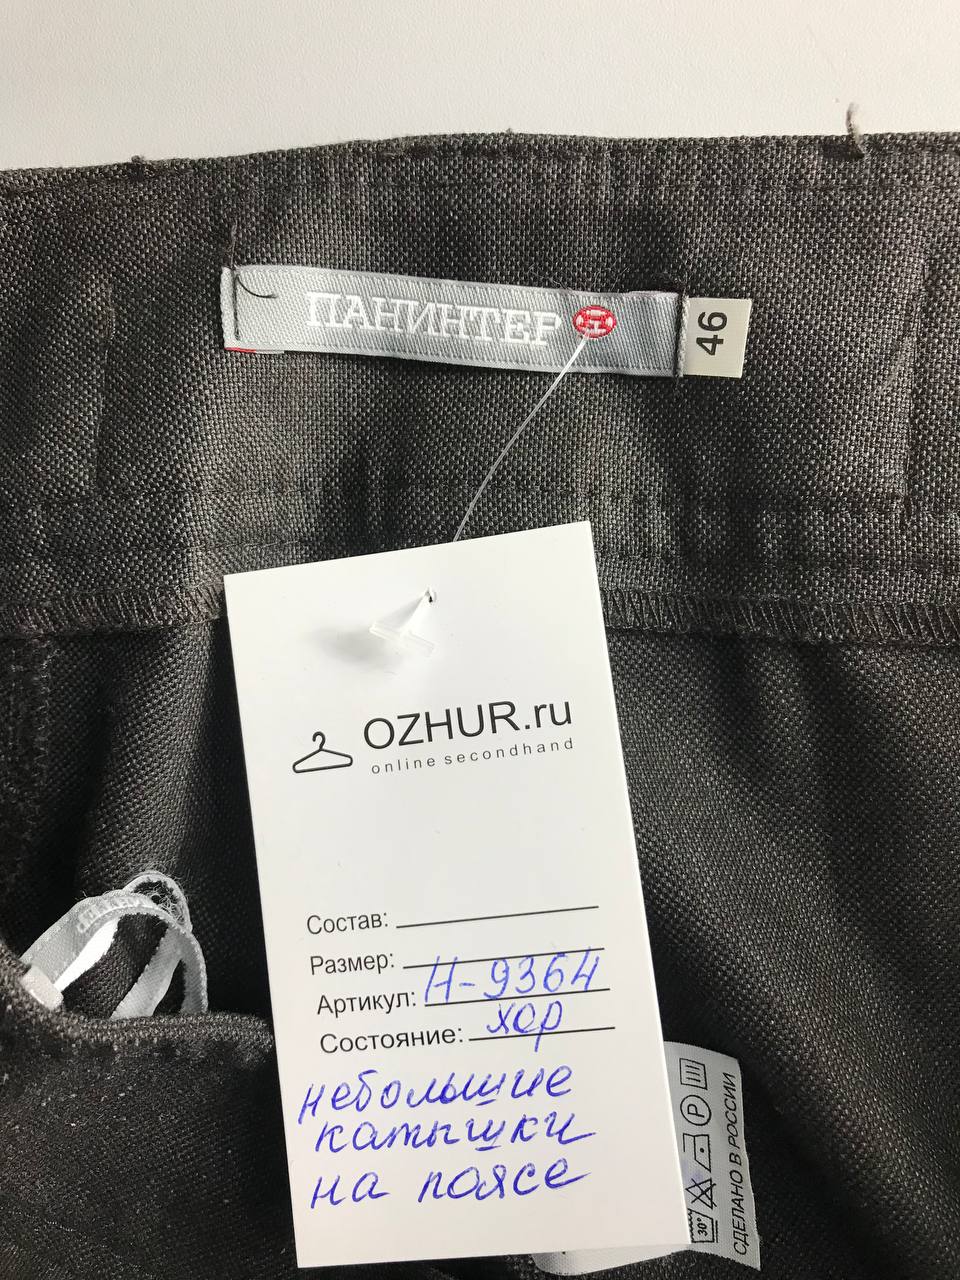 ПАНИНТЕР
46
OZHUR.ru
online secondhand
Состав:
Размер:
Артикул: Н-9364
Состояние: хор
небольшие
катышки
на поясе
30°
P
СДЕЛАНО В РОССИИ